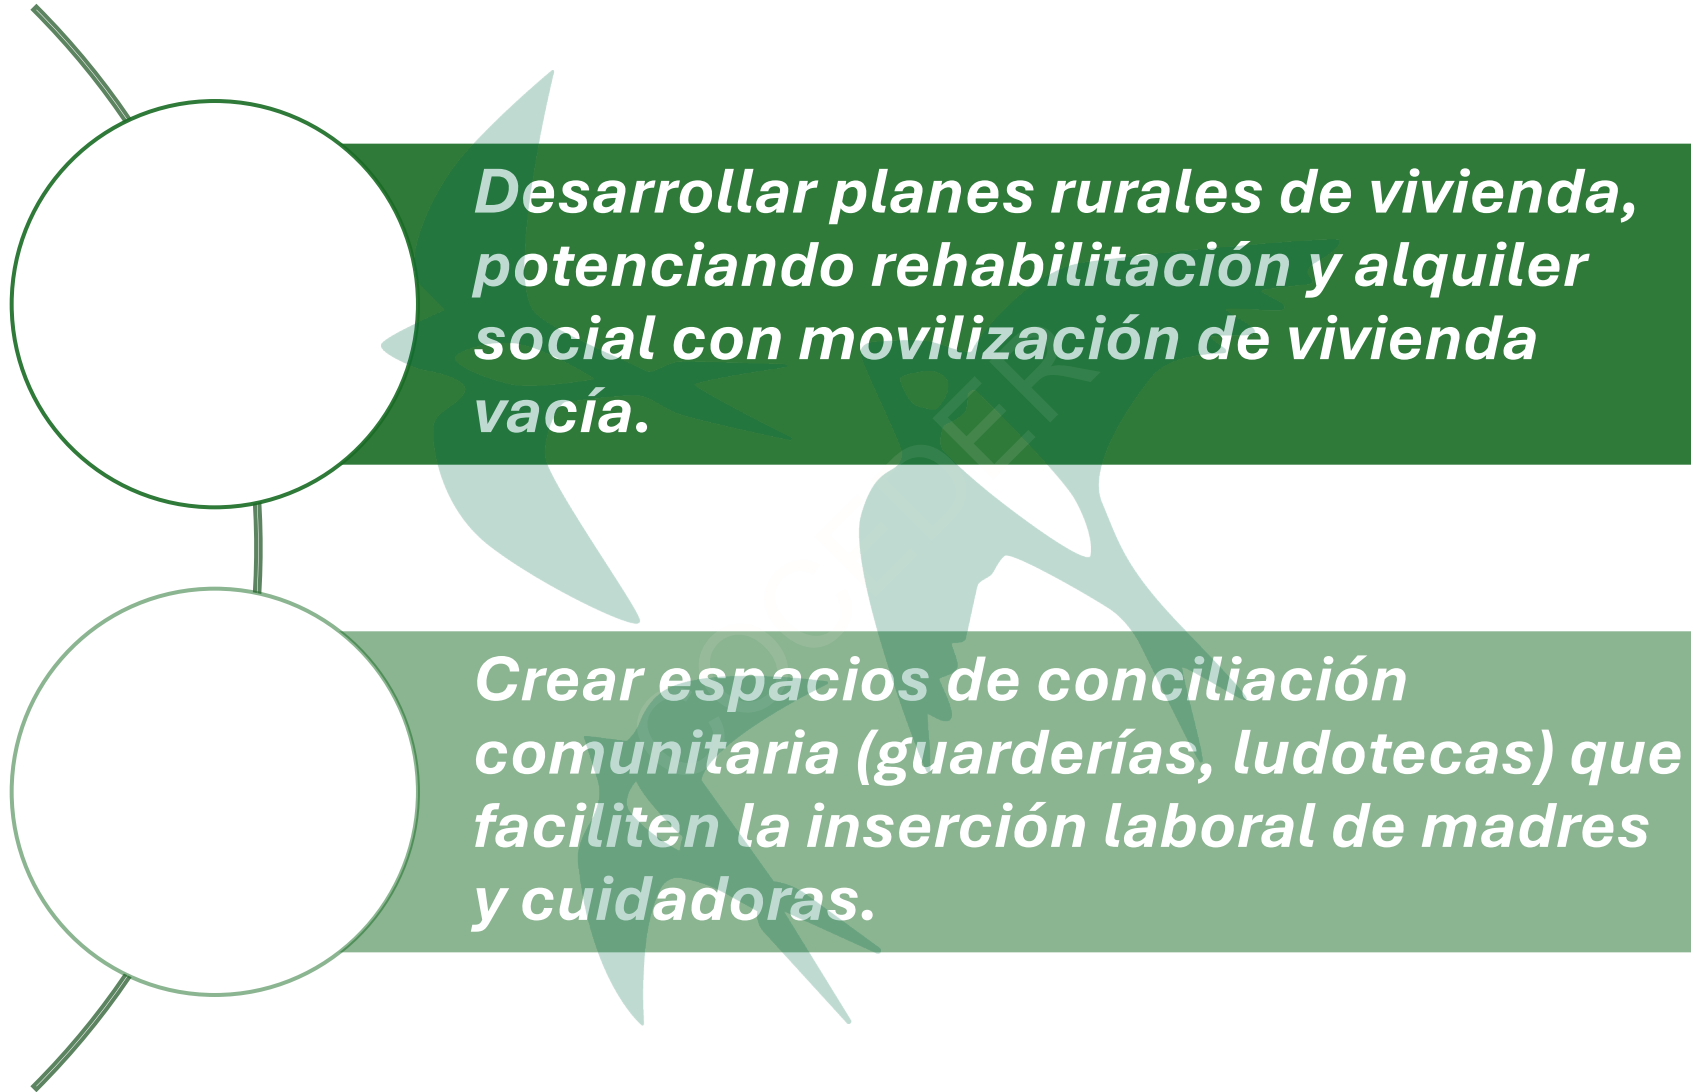 Desarrollar planes rurales de vivienda,
potenciando rehabilitación y alquiler
social con movilización de vivienda
vacía.
Crear espacios de conciliación
comunitaria (guarderías, ludotecas) que
faciliten la inserción laboral de madres
y cuidadoras.